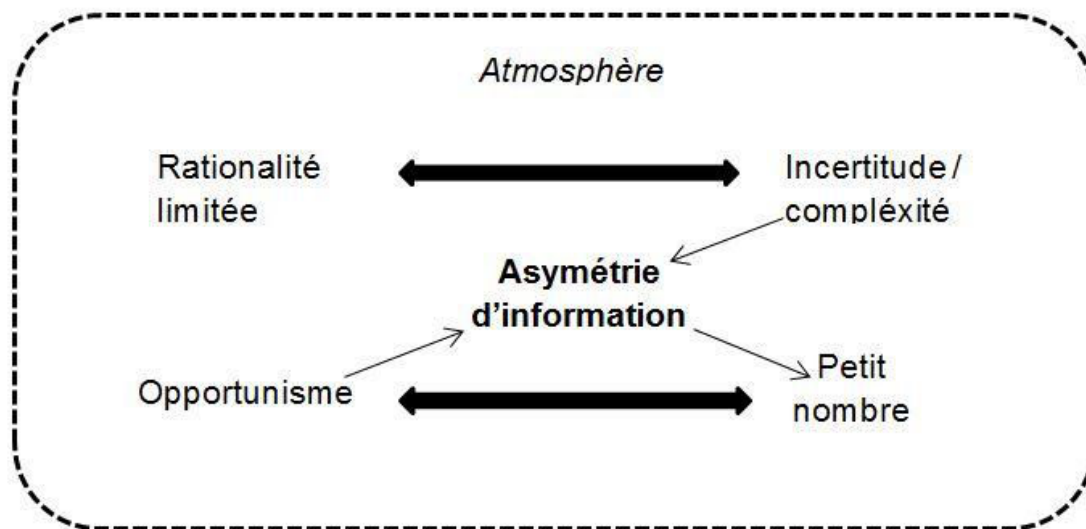 Atmosphère
Rationalité
limitée
Incertitude/
compléxité
Asymétrie
d'information
Opportunisme
Petit
nombre